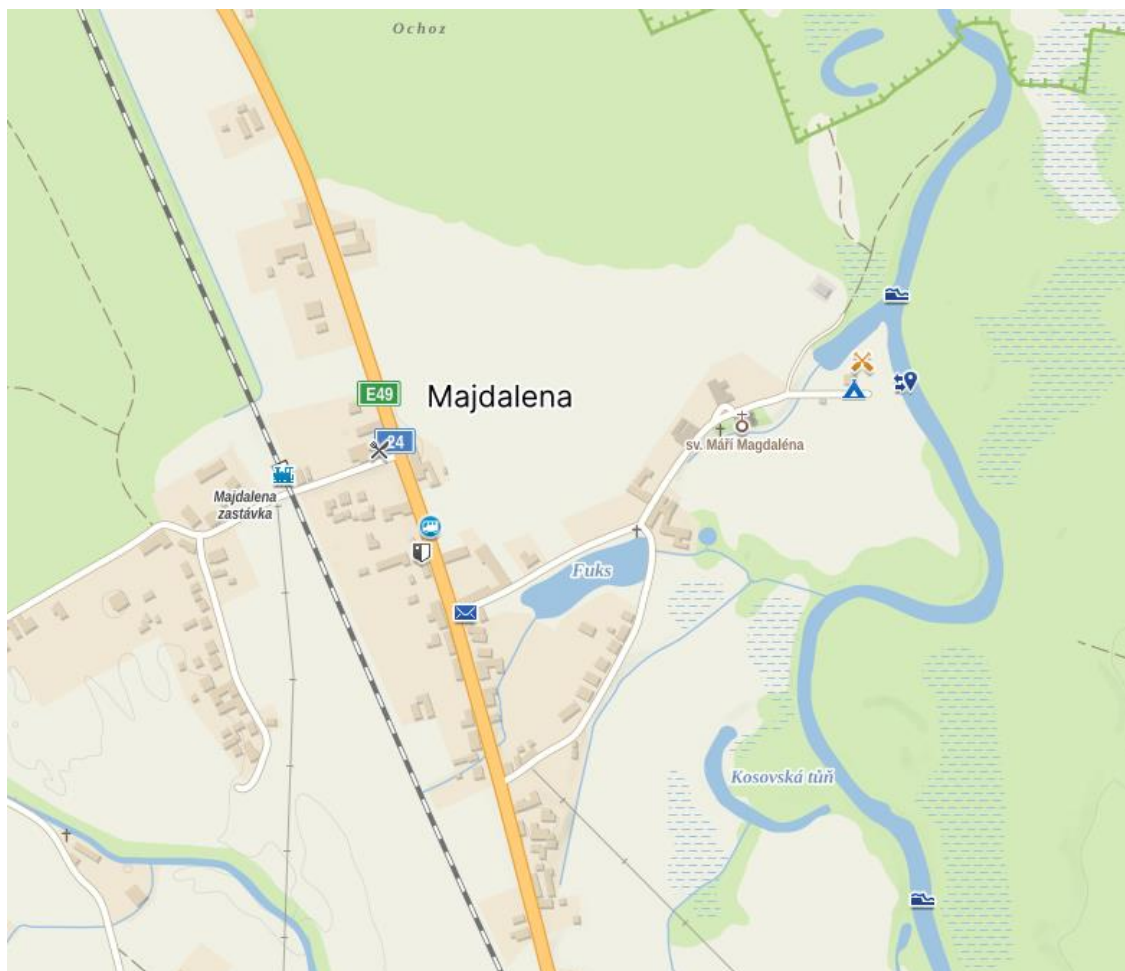 Ochoz
E49
Majdalena
24
sv. Máří Magdaléna
Majdalena
zastávka
Fuks
Kosovská tůň